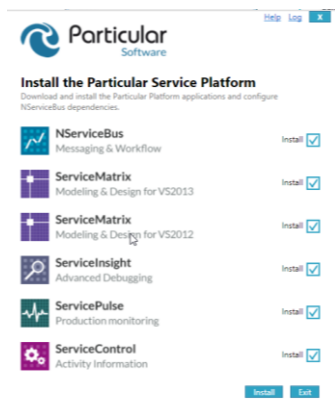 Help Log X
Particular
Software
Install the Particular Service Platform
Download and install the Particular Platform applications and configure
NServiceBus dependencies.
NServiceBus
Messaging & Workflow
Install
ServiceMatrix
Modeling & Design for VS2013
Install
ServiceMatrix
Modeling & Design for VS2012
Install
ServiceInsight
Advanced Debugging
Install
ServicePulse
Production monitoring
Install
ServiceControl
Activity Information
Install
Install Exit